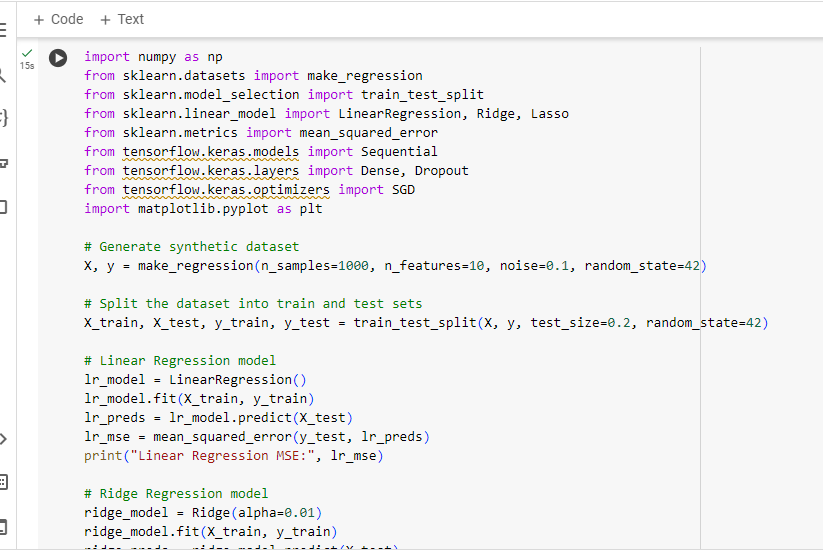 + Code + Text
15s
import numpy as np
from sklearn.datasets import make_regression
from sklearn.model_selection import train_test_split
from sklearn.linear_model import LinearRegression, Ridge, Lasso
from sklearn.metrics import mean_squared_error
from tensorflow.keras.models import Sequential
from tensorflow.keras.layers import Dense, Dropout
from tensorflow.keras.optimizers import SGD
import matplotlib.pyplot as plt
# Generate synthetic dataset
X, y = make_regression(n_samples=1000, n_features=10, noise=0.1, random_state=42)
# Split the dataset into train and test sets
X_train, X_test, y_train, y_test = train_test_split(X, y, test_size=0.2, random_state=42)
# Linear Regression model
lr_model = LinearRegression()
lr_model.fit(X_train, y_train)
lr_preds = lr_model.predict(X_test)
lr_mse = mean_squared_error(y_test, lr_preds)
print("Linear Regression MSE:", lr_mse)
# Ridge Regression model
ridge_model = Ridge(alpha=0.01)
ridge_model.fit(X_train, y_train)